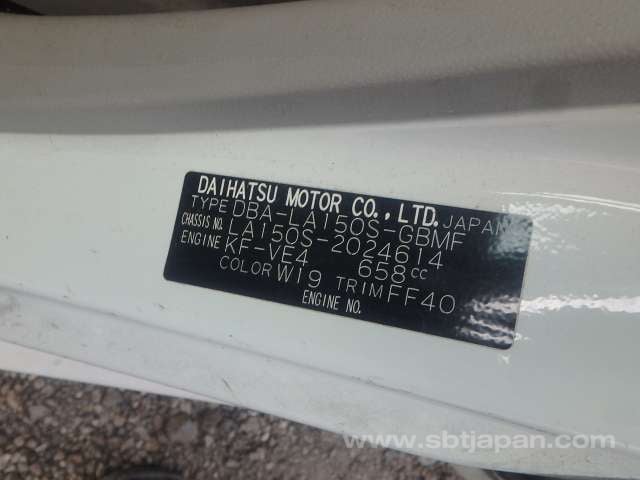 DAIHATSU MOTOR CO., LTD. JAPAN
TYPE DBA-LA150S-GBMF
CHASSIS NO. LA150S-2024614
ENGINE KF-VE4 658cc
COLOR W19 TRIM FF40
ENGINE NO.
www.sbtjapan.com